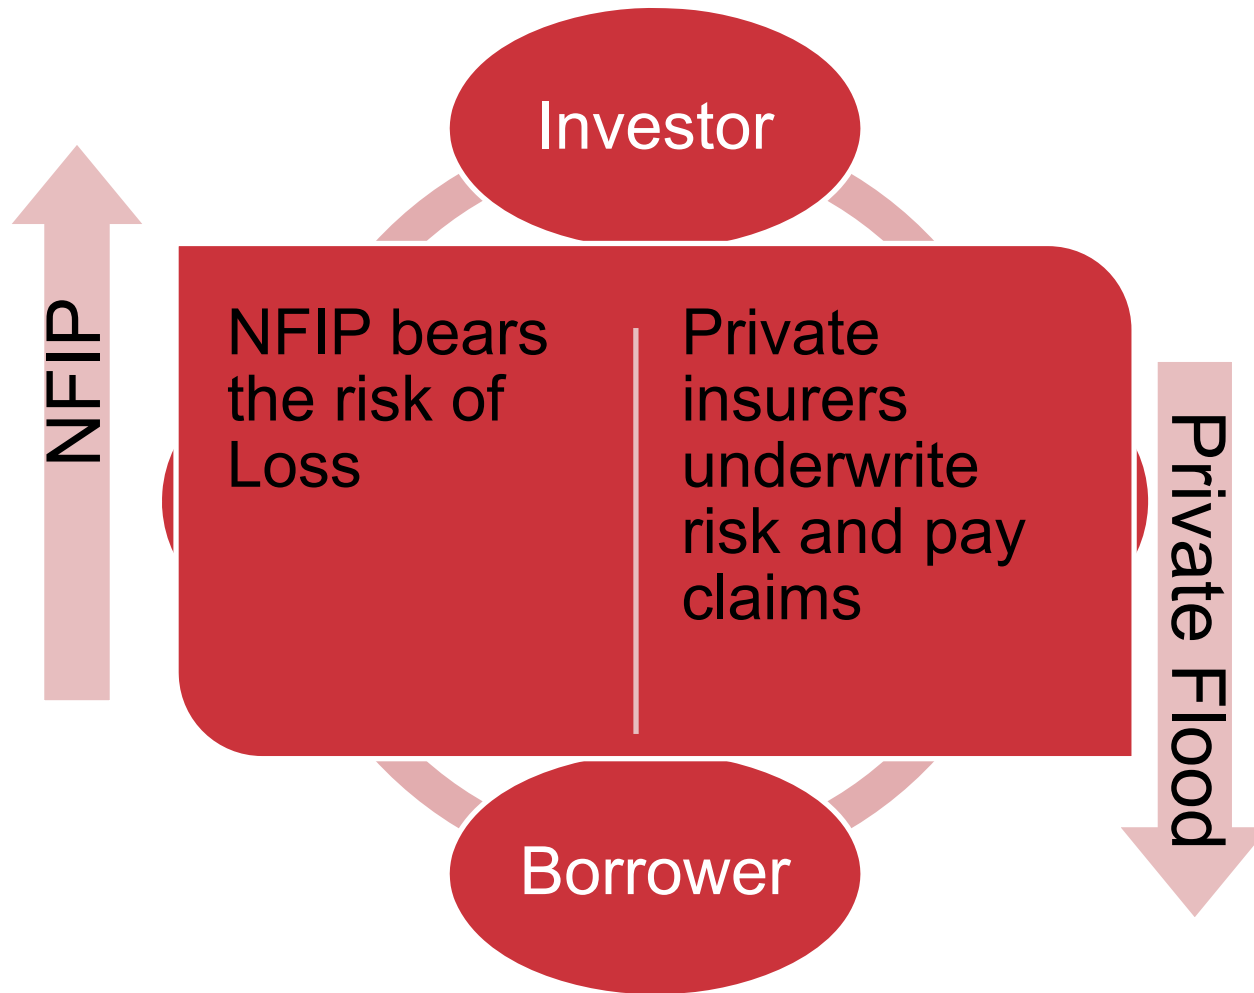 Investor
NFIP
NFIP bears
the risk of
Loss
Private
insurers
underwrite
risk and pay
claims
Private Flood
Borrower